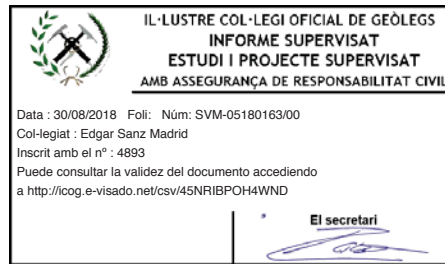 IL·LUSTRE COL·LEGI OFICIAL DE GEÒLEGS
INFORME SUPERVISAT
ESTUDI I PROJECTE SUPERVISAT
AMB ASSEGURANÇA DE RESPONSABILITAT CIVIL
Data : 30/08/2018 Foli: Núm: SVM-05180163/00
Col-legiat : Edgar Sanz Madrid
Inscrit amb el nº : 4893
Puede consultar la validez del documento accediendo
a http://icog.e-visado.net/csv/45NRIBPOH4WND
El secretari